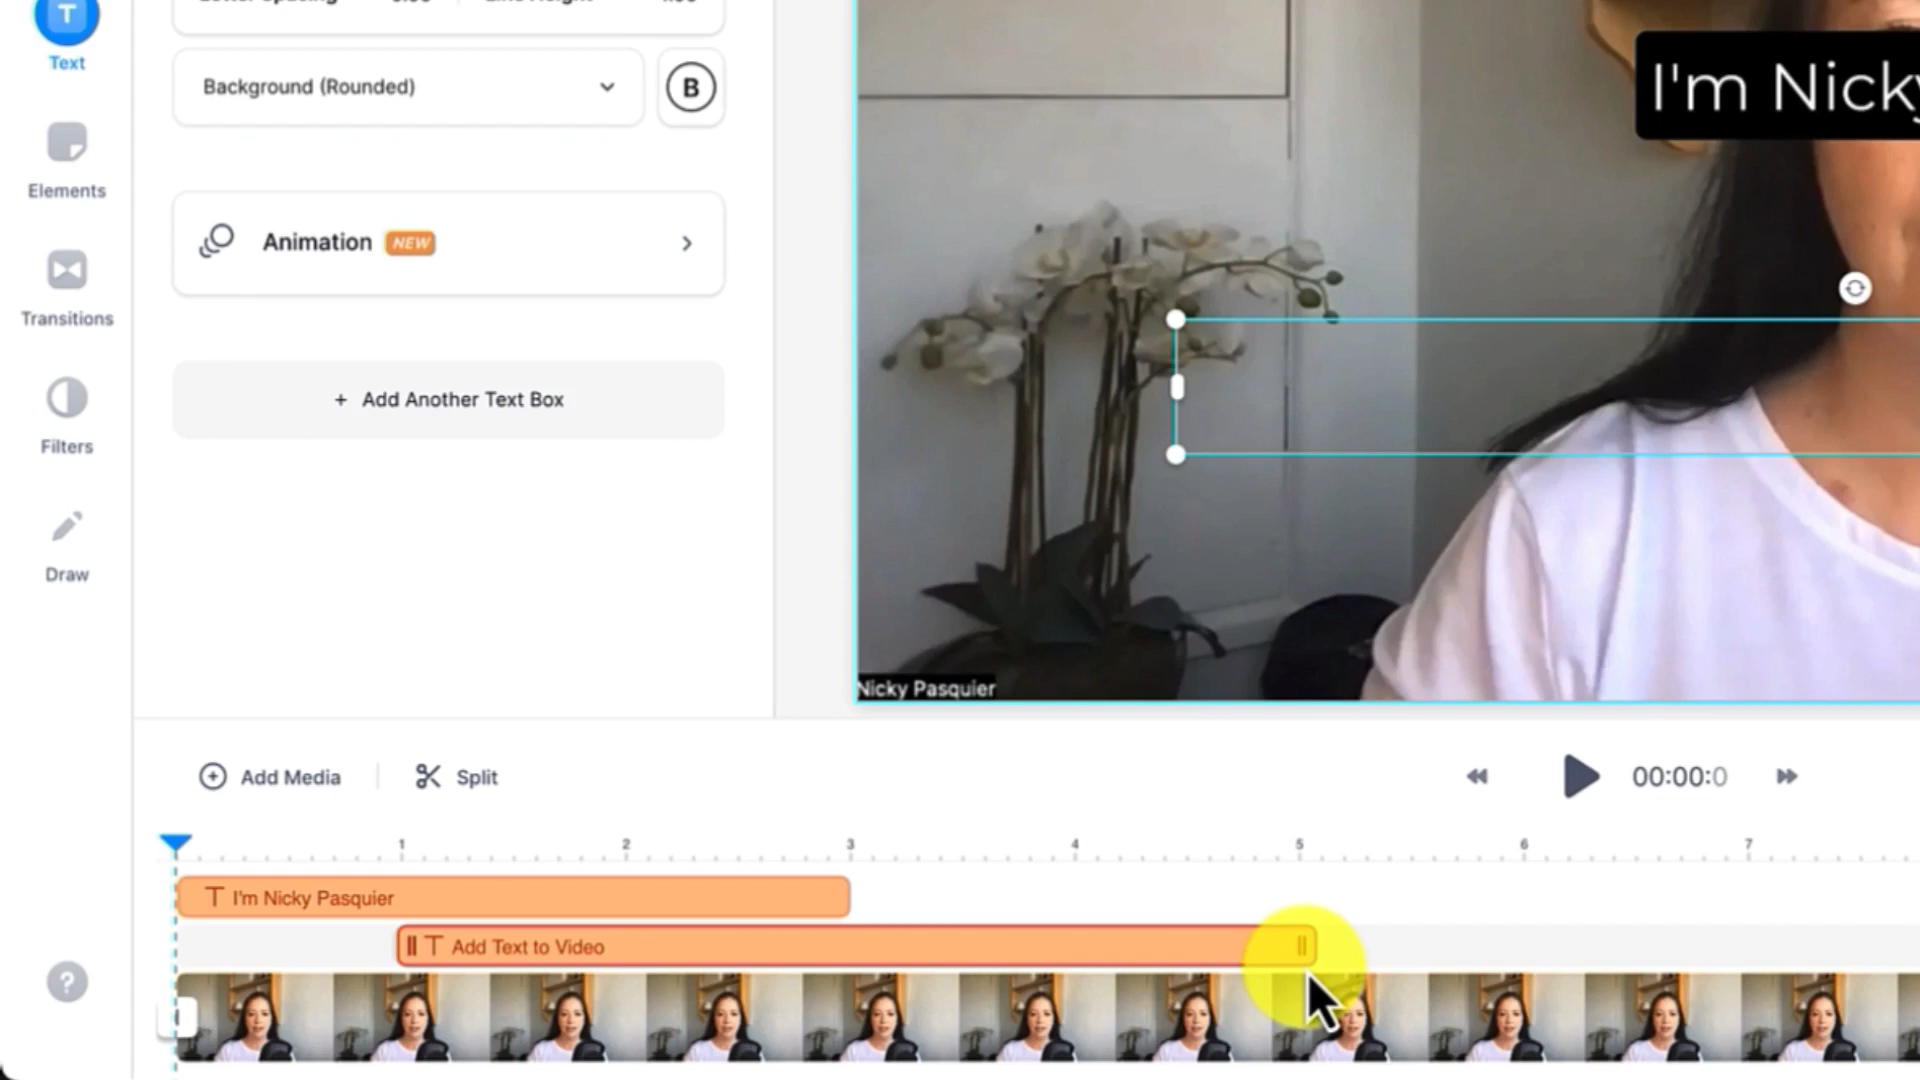 Text
Background (Rounded)
B
I'm Nicky
Elements
Animation NEW
Transitions
+ Add Another Text Box
Filters
Draw
Nicky Pasquier
Add Media
Split
00:00:0
1 2 3 4 5 6 7
T I'm Nicky Pasquier
T Add Text to Video
?